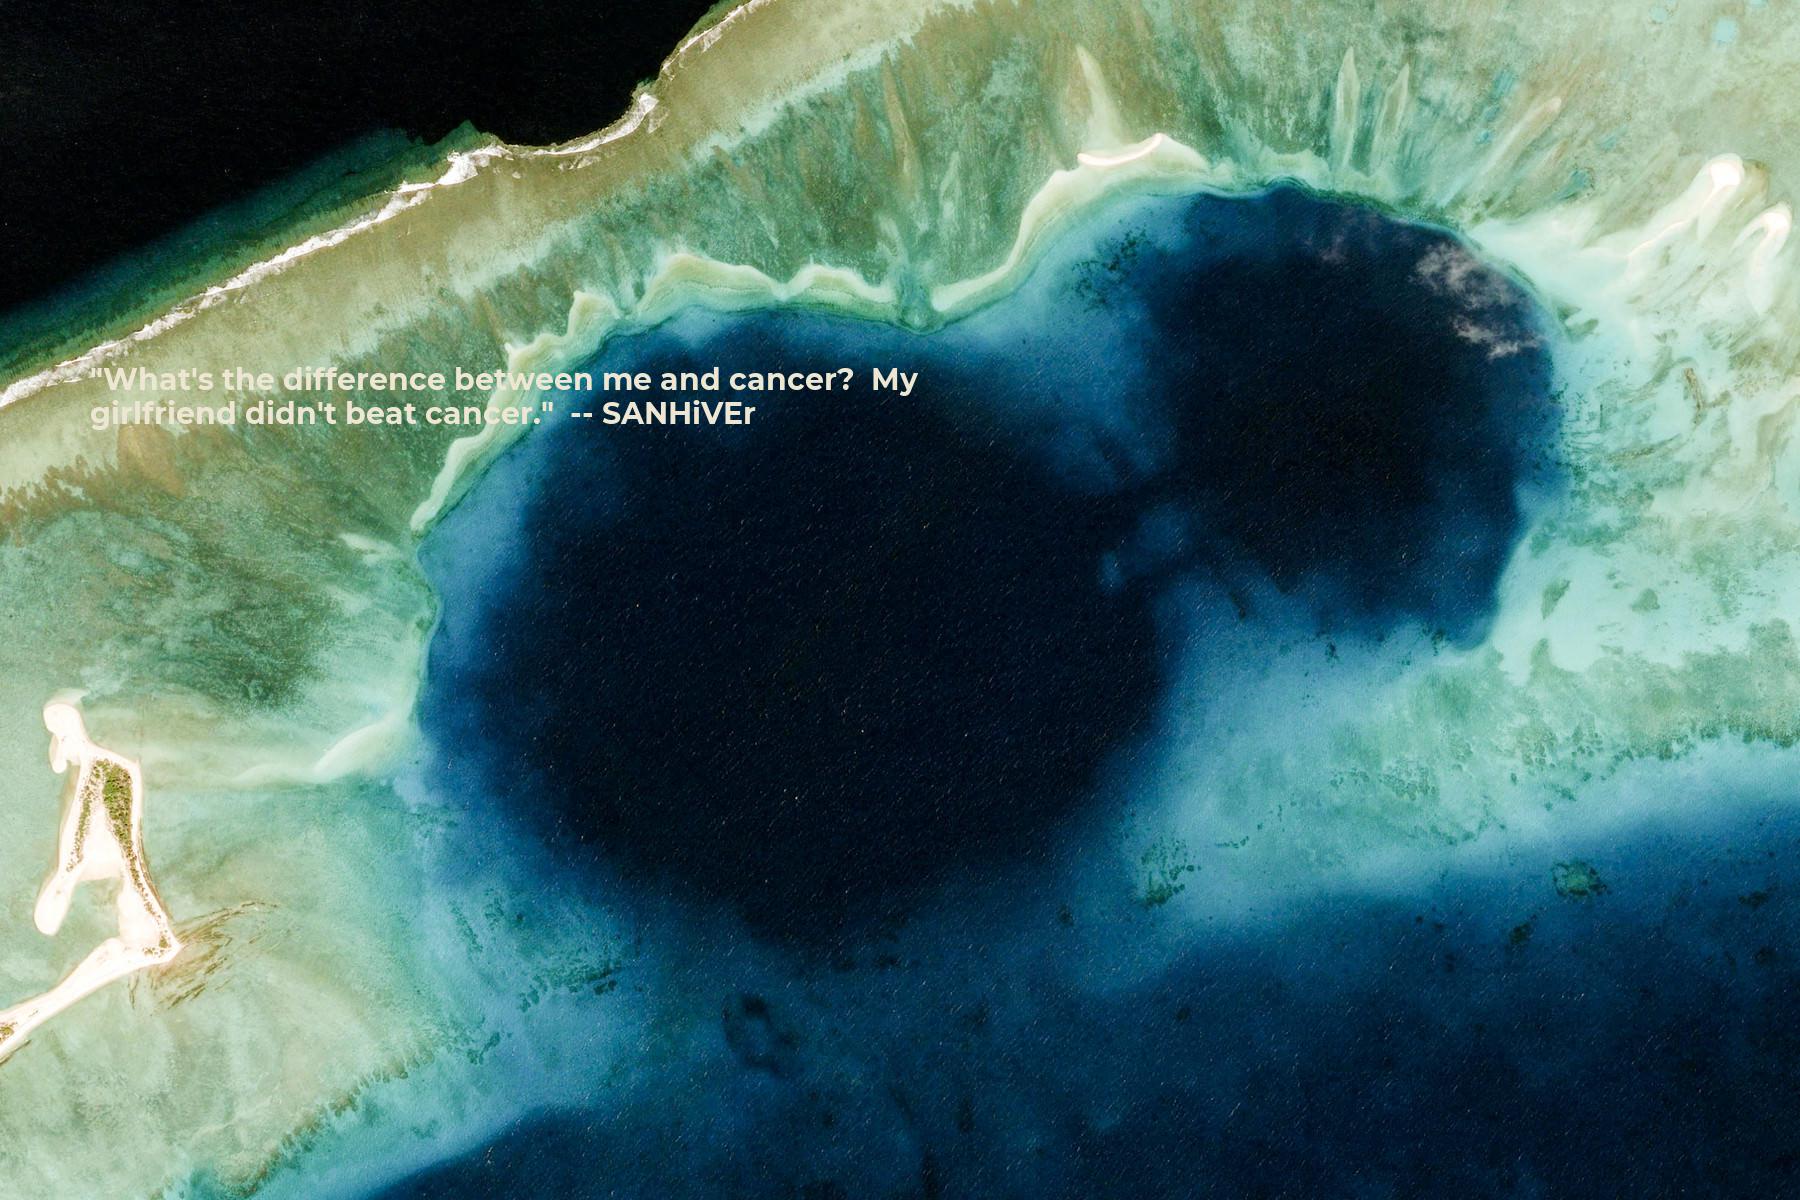 "What's the difference between me and cancer?  My
girlfriend didn't beat cancer."  -- SANHiVEr